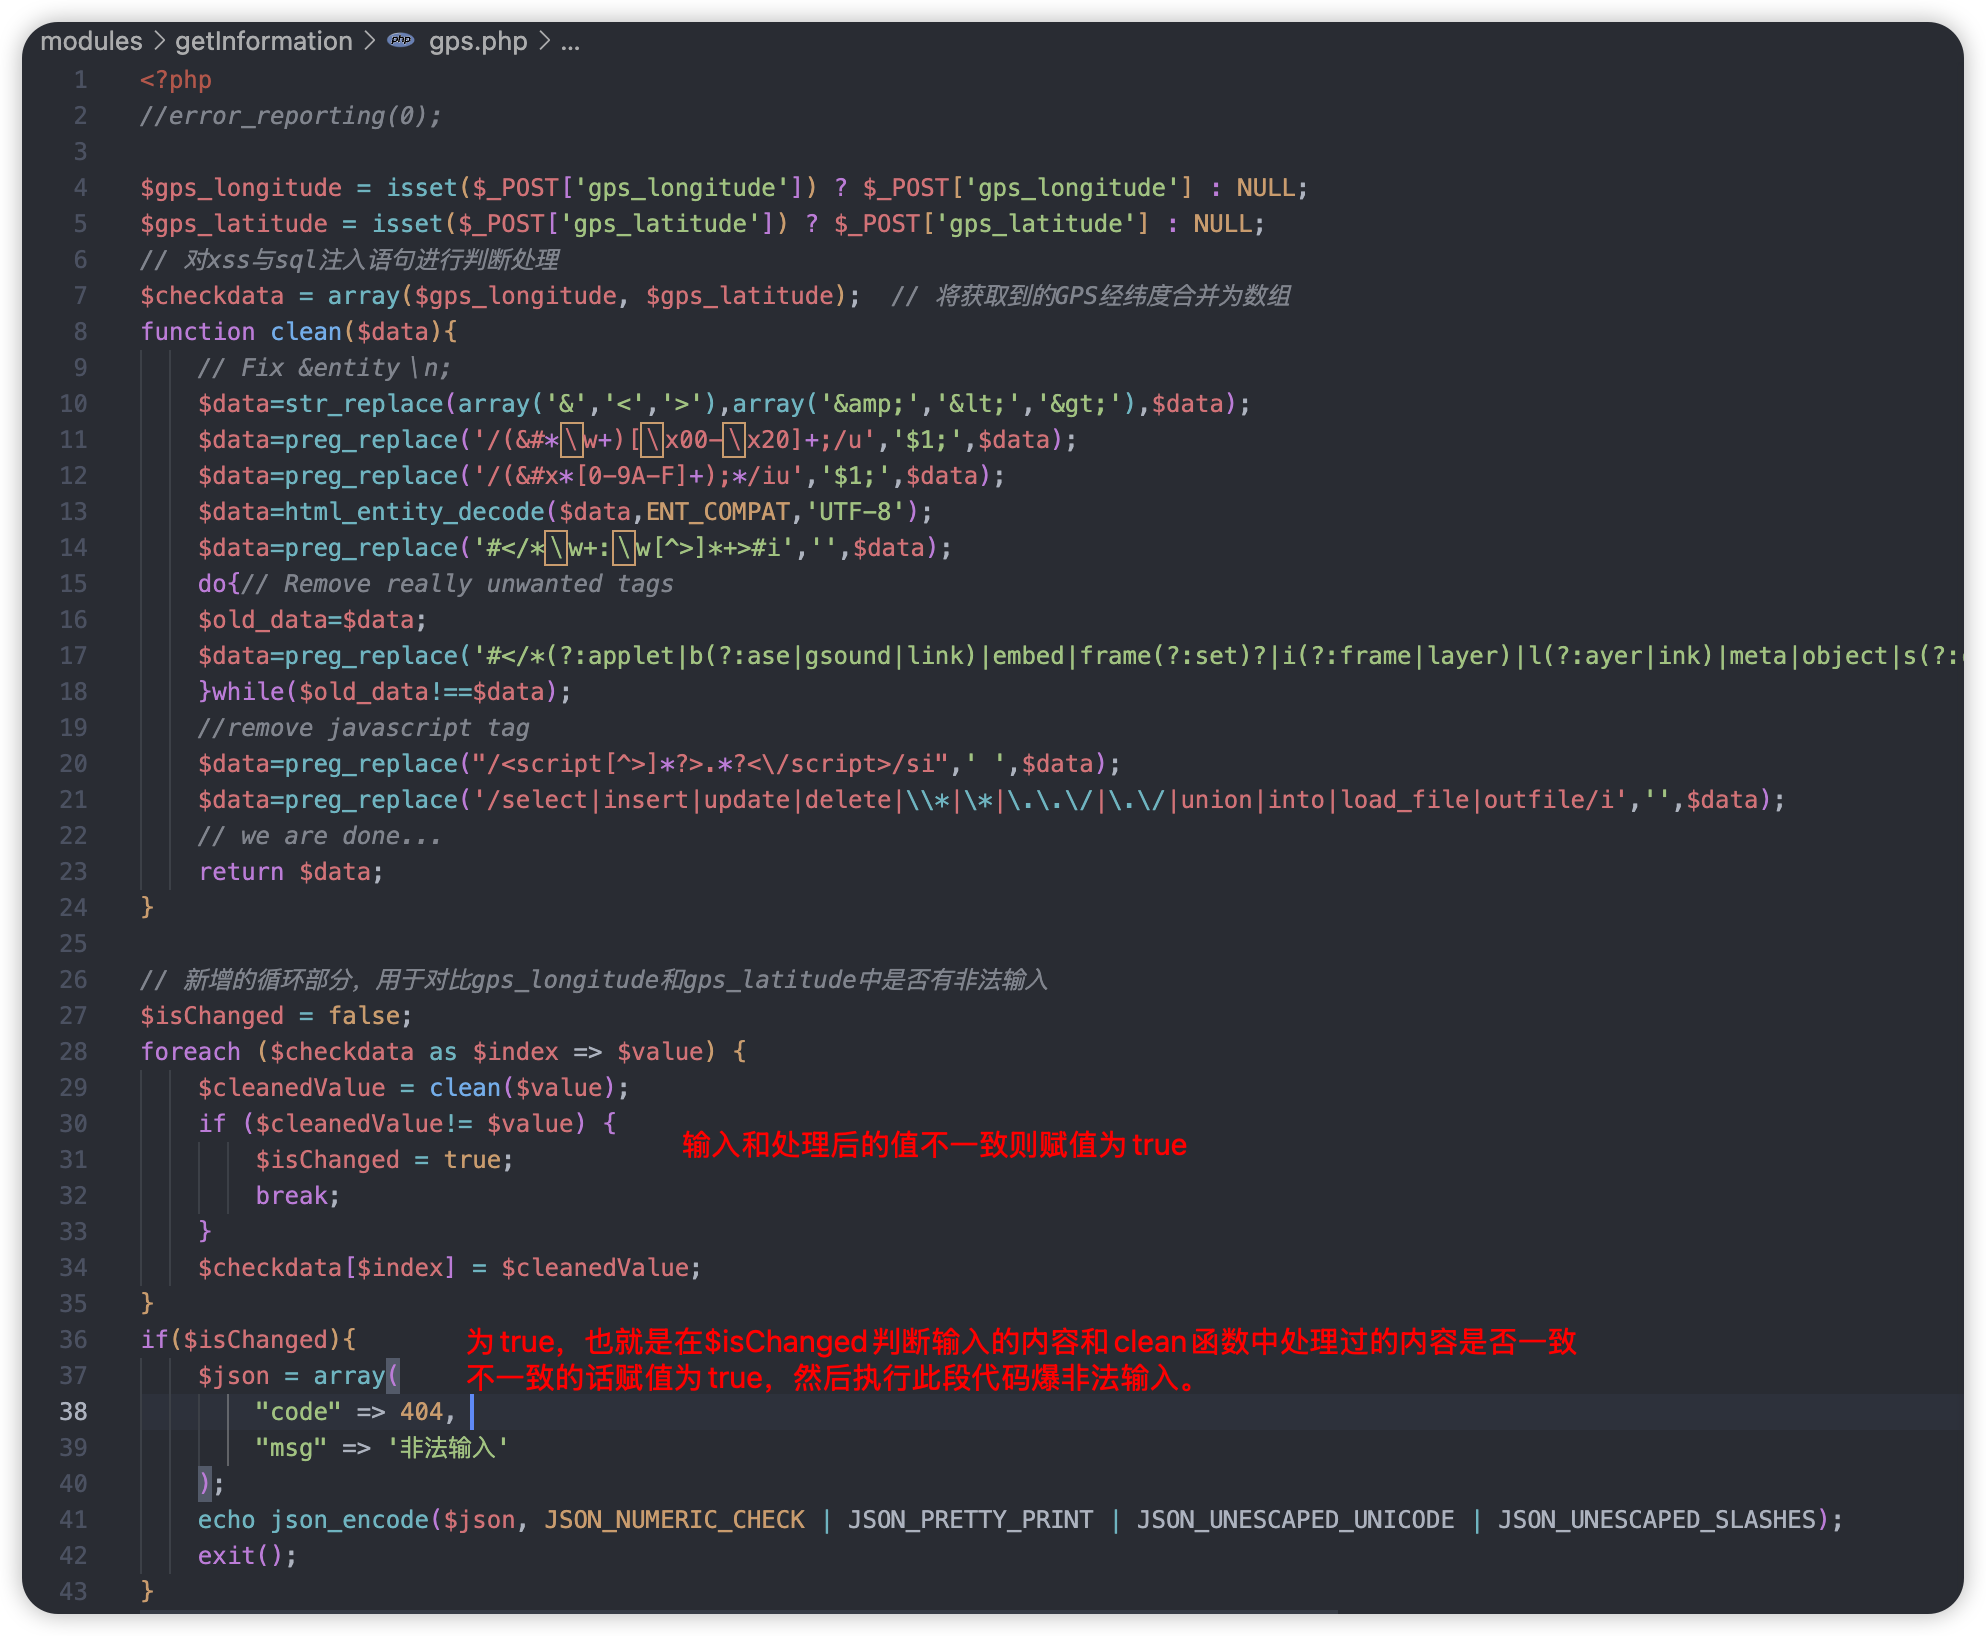 modules > getInformation > php gps.php > ...
1 <?php
2 //error_reporting(0);
3
4 $gps_longitude = isset($_POST['gps_longitude']) ? $_POST['gps_longitude'] : NULL;
5 $gps_latitude = isset($_POST['gps_latitude']) ? $_POST['gps_latitude'] : NULL;
6 // 对xss与sql注入语句进行判断处理
7 $checkdata = array($gps_longitude, $gps_latitude);  // 将获取到的GPS经纬度合并为数组
8 function clean($data){
9     // Fix &entity\n;
10     $data=str_replace(array('&','<','>'),array('&amp;','&lt;','&gt;'),$data);
11     $data=preg_replace('/(&#*\w+)[\x00-\x20]+;/u','$1;',$data);
12     $data=preg_replace('/(&#x*[0-9A-F]+);*/iu','$1;',$data);
13     $data=html_entity_decode($data,ENT_COMPAT,'UTF-8');
14     $data=preg_replace('#</*\w+:\w[^>]*+>#i','',$data);
15     do{// Remove really unwanted tags
16     $old_data=$data;
17     $data=preg_replace('#</*(?:applet|b(?:ase|gsound|link)|embed|frame(?:set)?|i(?:frame|layer)|l(?:ayer|ink)|meta|object|s(?:
18     }while($old_data!==$data);
19     //remove javascript tag
20     $data=preg_replace("/<script[^>]*?>.*?<\/script>/si",' ',$data);
21     $data=preg_replace('/select|insert|update|delete|\\*|\*|\.\.\/|\.\/|union|into|load_file|outfile/i','',$data);
22     // we are done...
23     return $data;
24 }
25
26 // 新增的循环部分，用于对比gps_longitude和gps_latitude中是否有非法输入
27 $isChanged = false;
28 foreach ($checkdata as $index => $value) {
29     $cleanedValue = clean($value);
30     if ($cleanedValue!= $value) {
输入和处理后的值不一致则赋值为true
31         $isChanged = true;
32         break;
33     }
34     $checkdata[$index] = $cleanedValue;
35 }
36 if($isChanged){
为true，也就是在$isChanged判断输入的内容和clean函数中处理过的内容是否一致
37     $json = array(
不一致的话赋值为true，然后执行此段代码爆非法输入。
38         "code" => 404,
39         "msg" => '非法输入'
40     );
41     echo json_encode($json, JSON_NUMERIC_CHECK | JSON_PRETTY_PRINT | JSON_UNESCAPED_UNICODE | JSON_UNESCAPED_SLASHES);
42     exit();
43 }